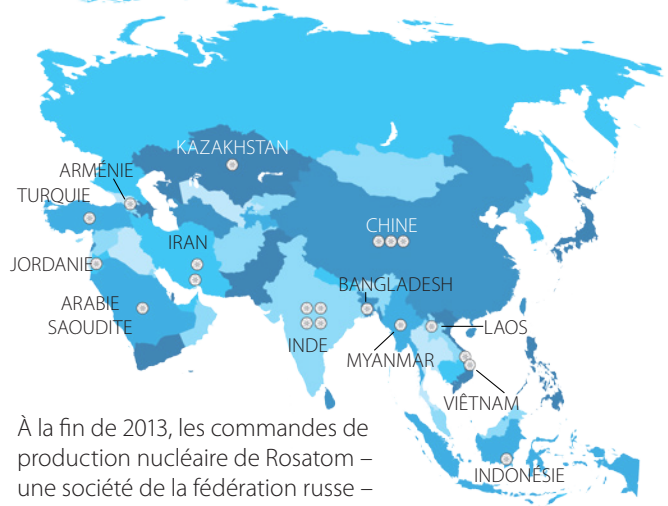 KAZAKHSTAN
ARMÉNIE
TURQUIE
CHINE
IRAN
JORDANIE
BANGLADESH
ARABIE
SAOUDITE
LAOS
INDE
MYANMAR
VIÊTNAM
À la fin de 2013, les commandes de
production nucléaire de Rosatom –
une société de la fédération russe –
INDONÉSIE